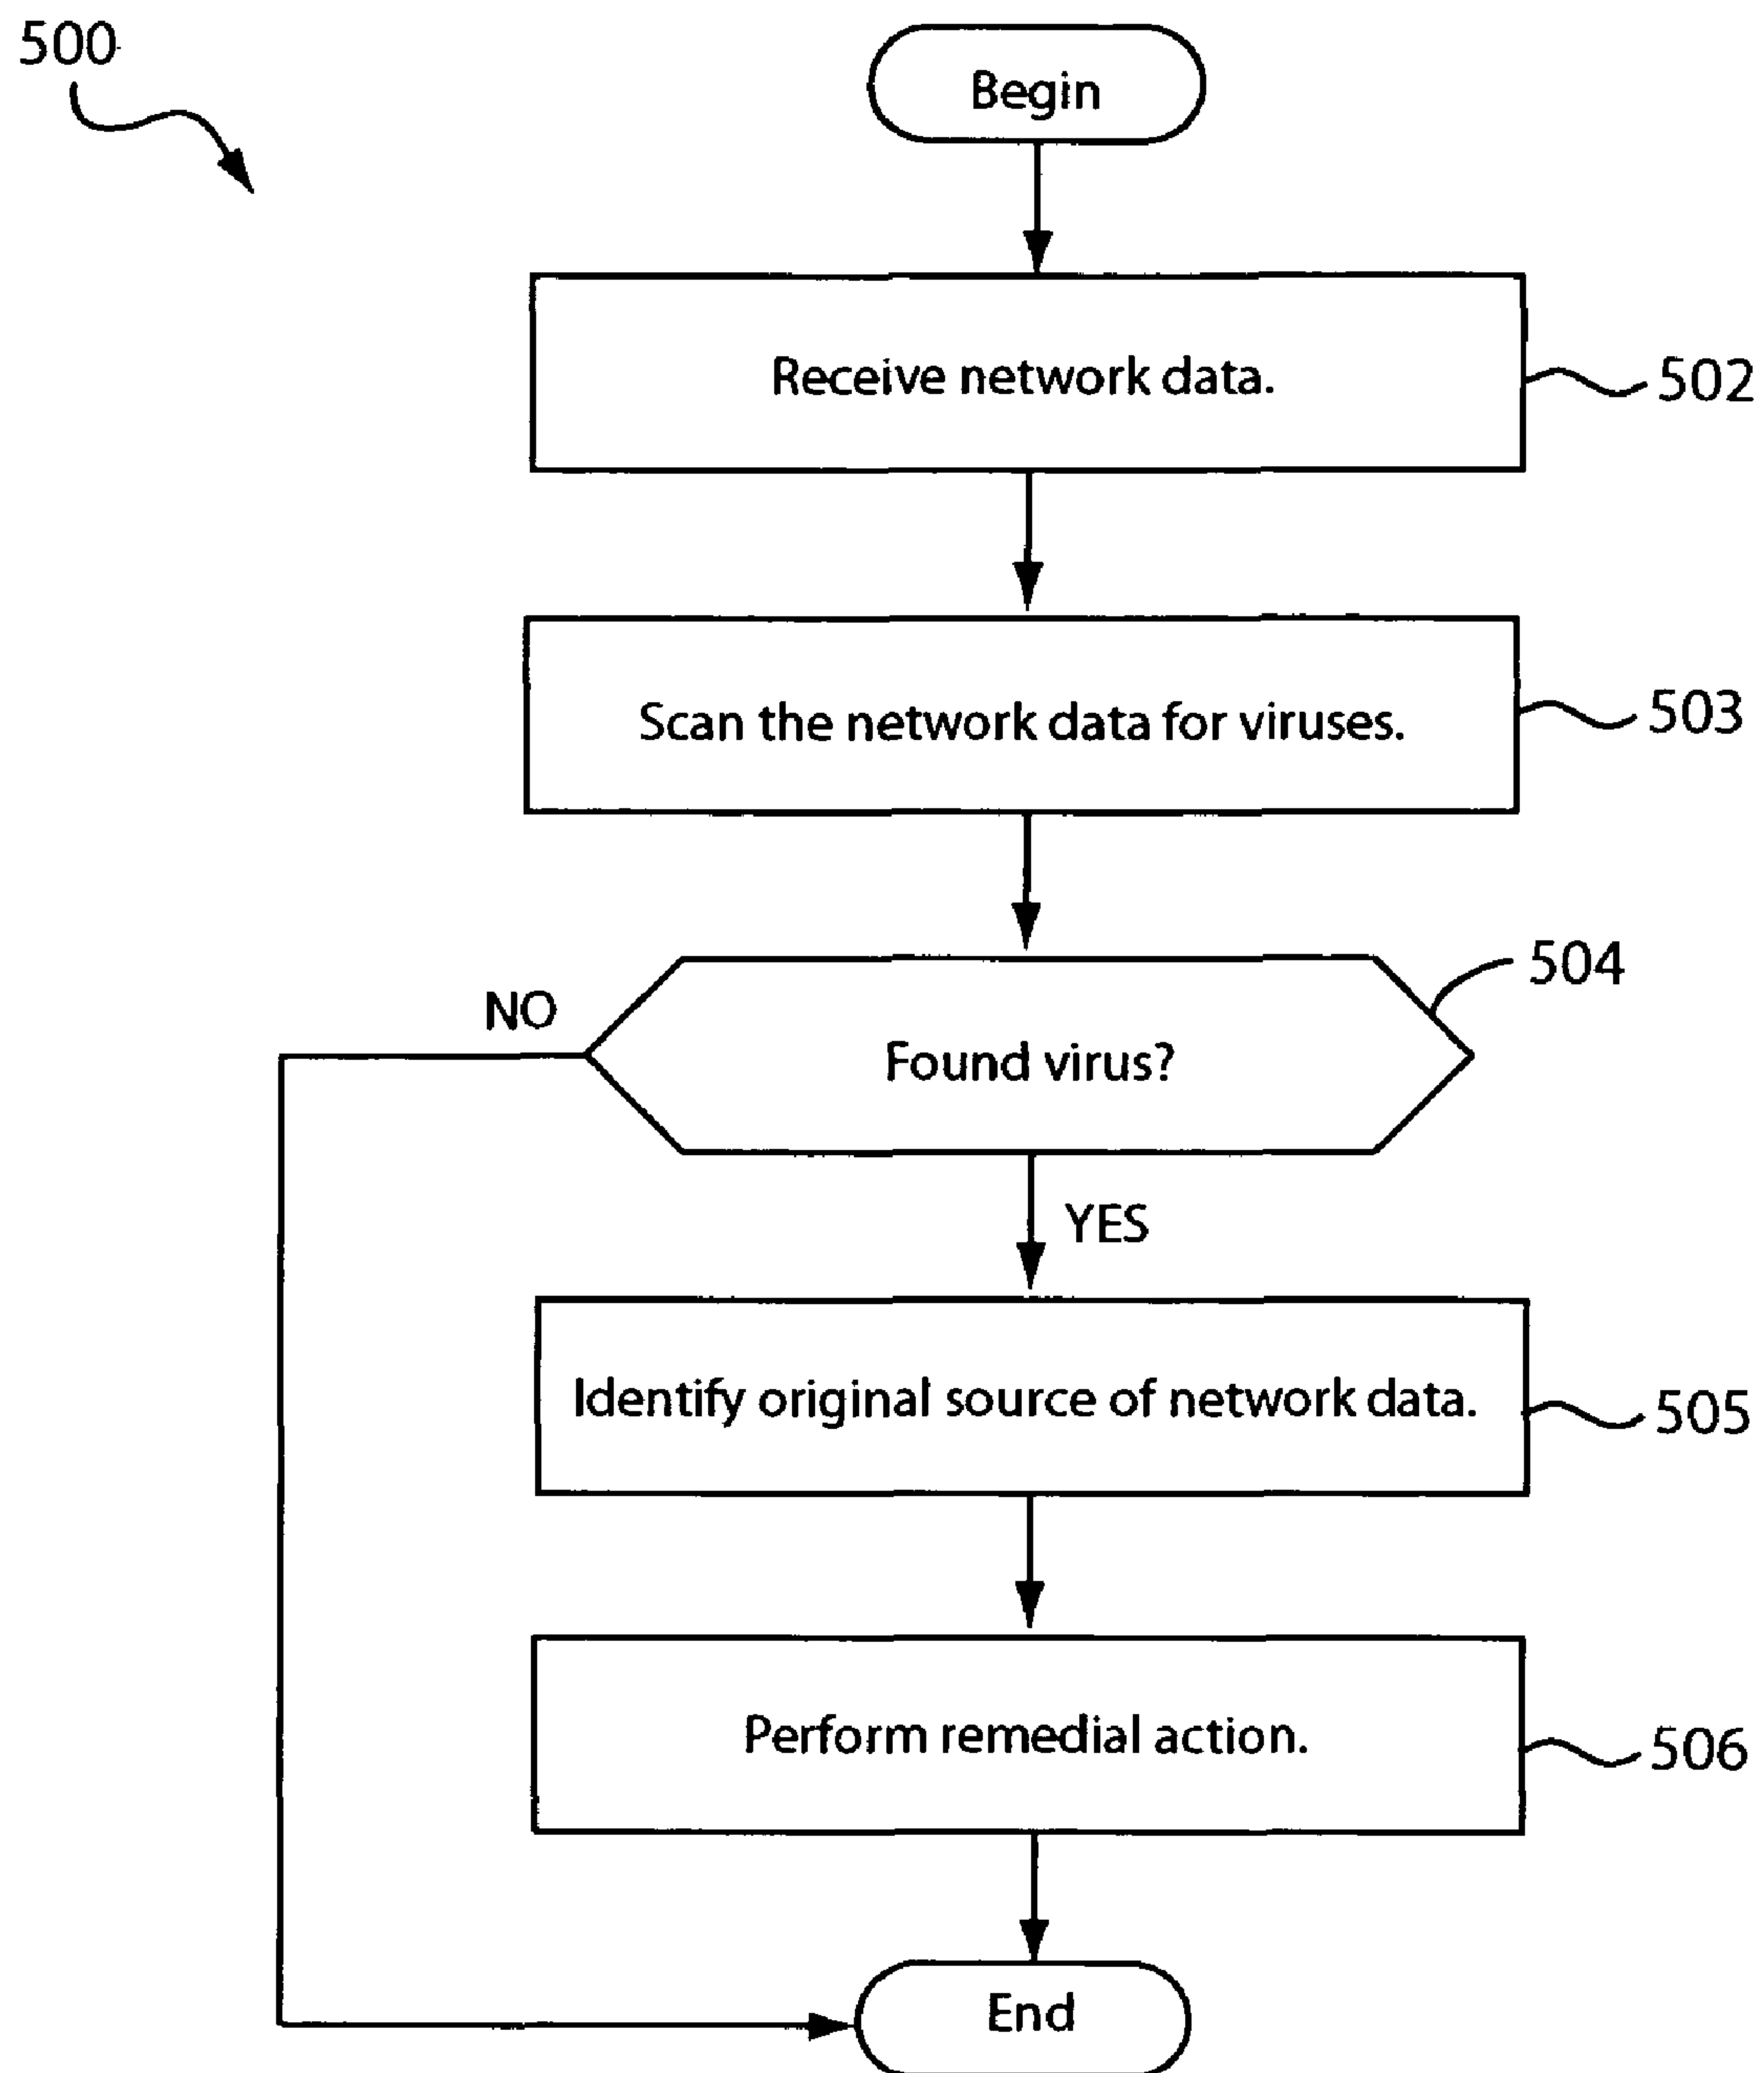 500
Begin
Receive network data.
502
Scan the network data for viruses.
503
504
NO
Found virus?
YES
Identify original source of network data.
505
Perform remedial action.
506
End